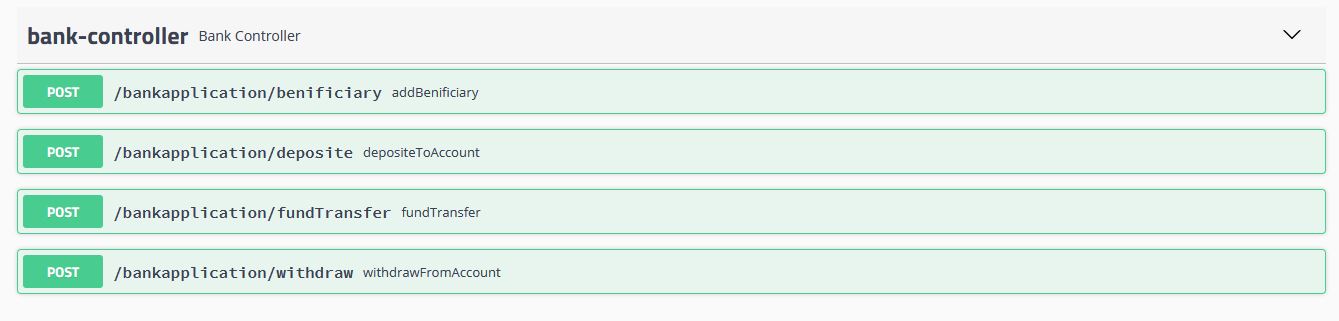 bank-controller Bank Controller
POST /bankapplication/benificiary addBenificiary
POST /bankapplication/deposite depositeToAccount
POST /bankapplication/fundTransfer fundTransfer
POST /bankapplication/withdraw withdrawFromAccount